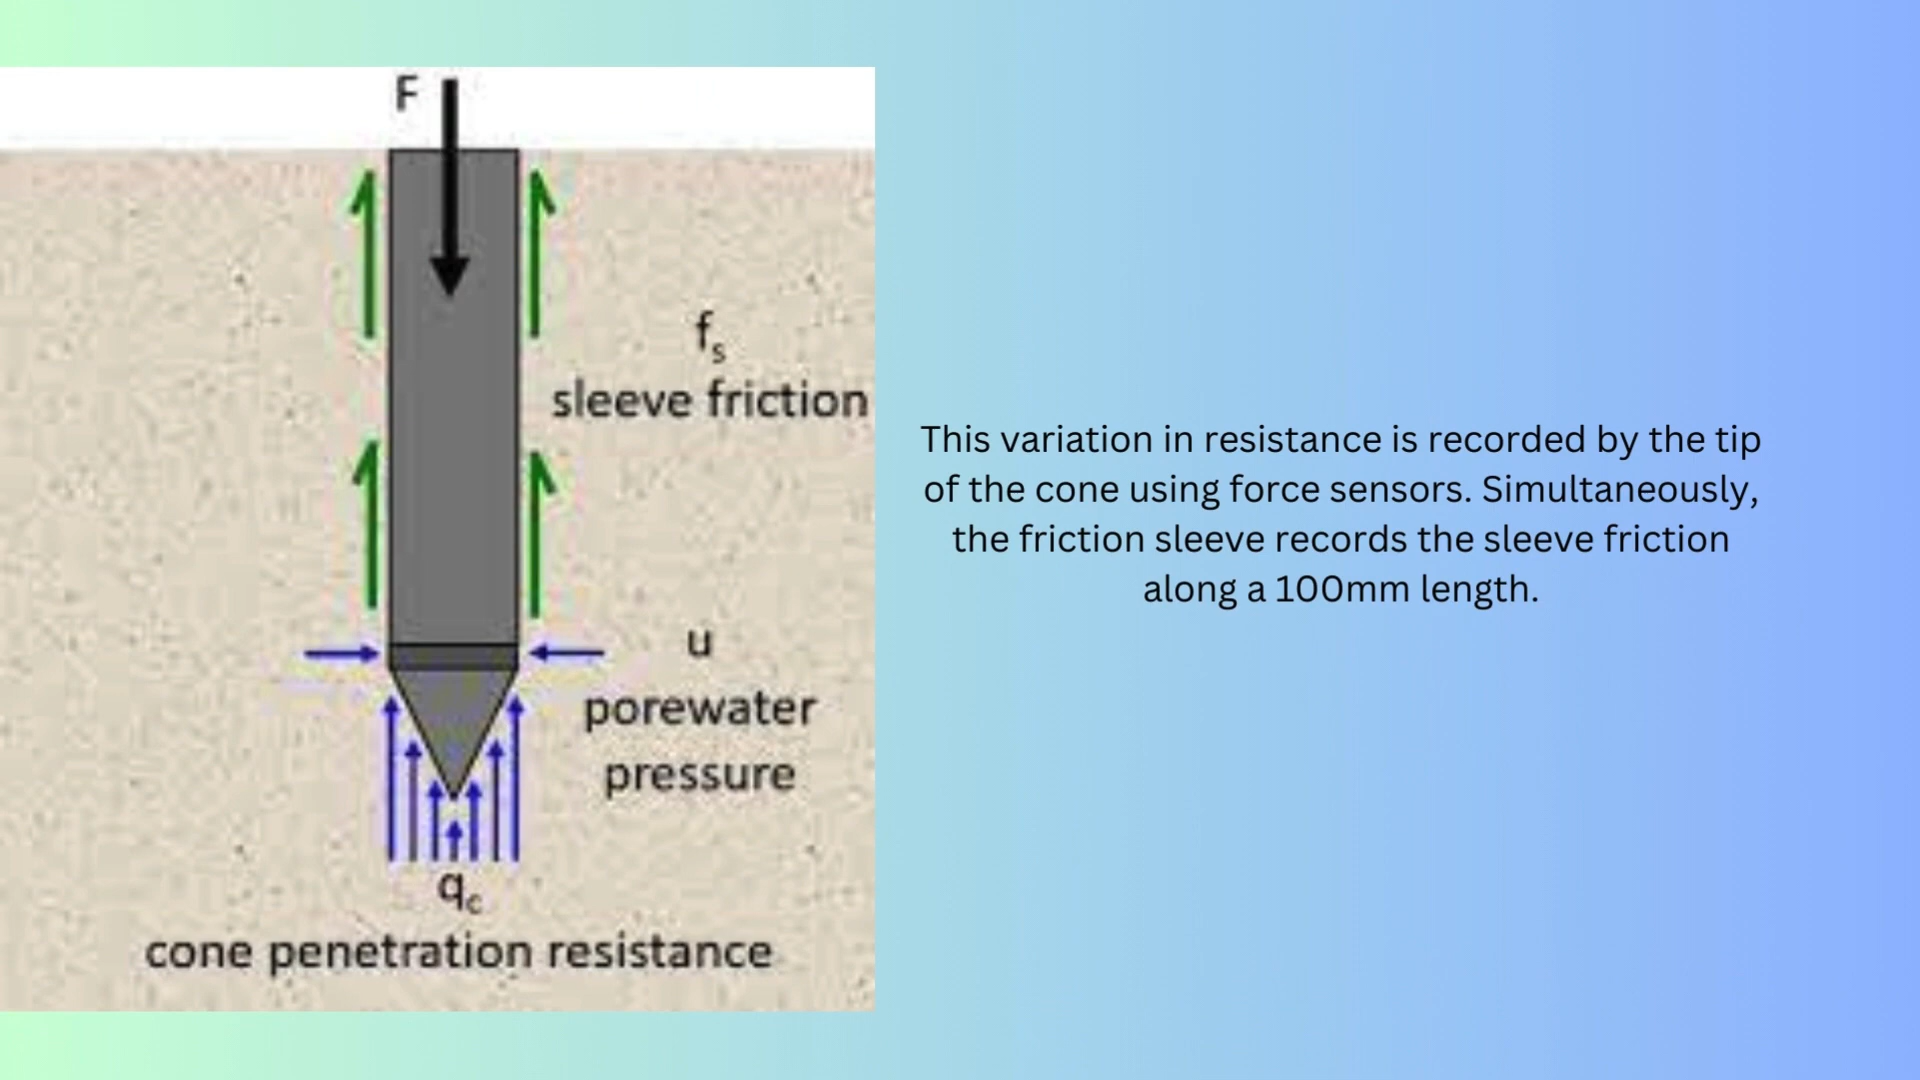 F
fs
sleeve friction
u
porewater
pressure
qc
cone penetration resistance
This variation in resistance is recorded by the tip
of the cone using force sensors. Simultaneously,
the friction sleeve records the sleeve friction
along a 100mm length.